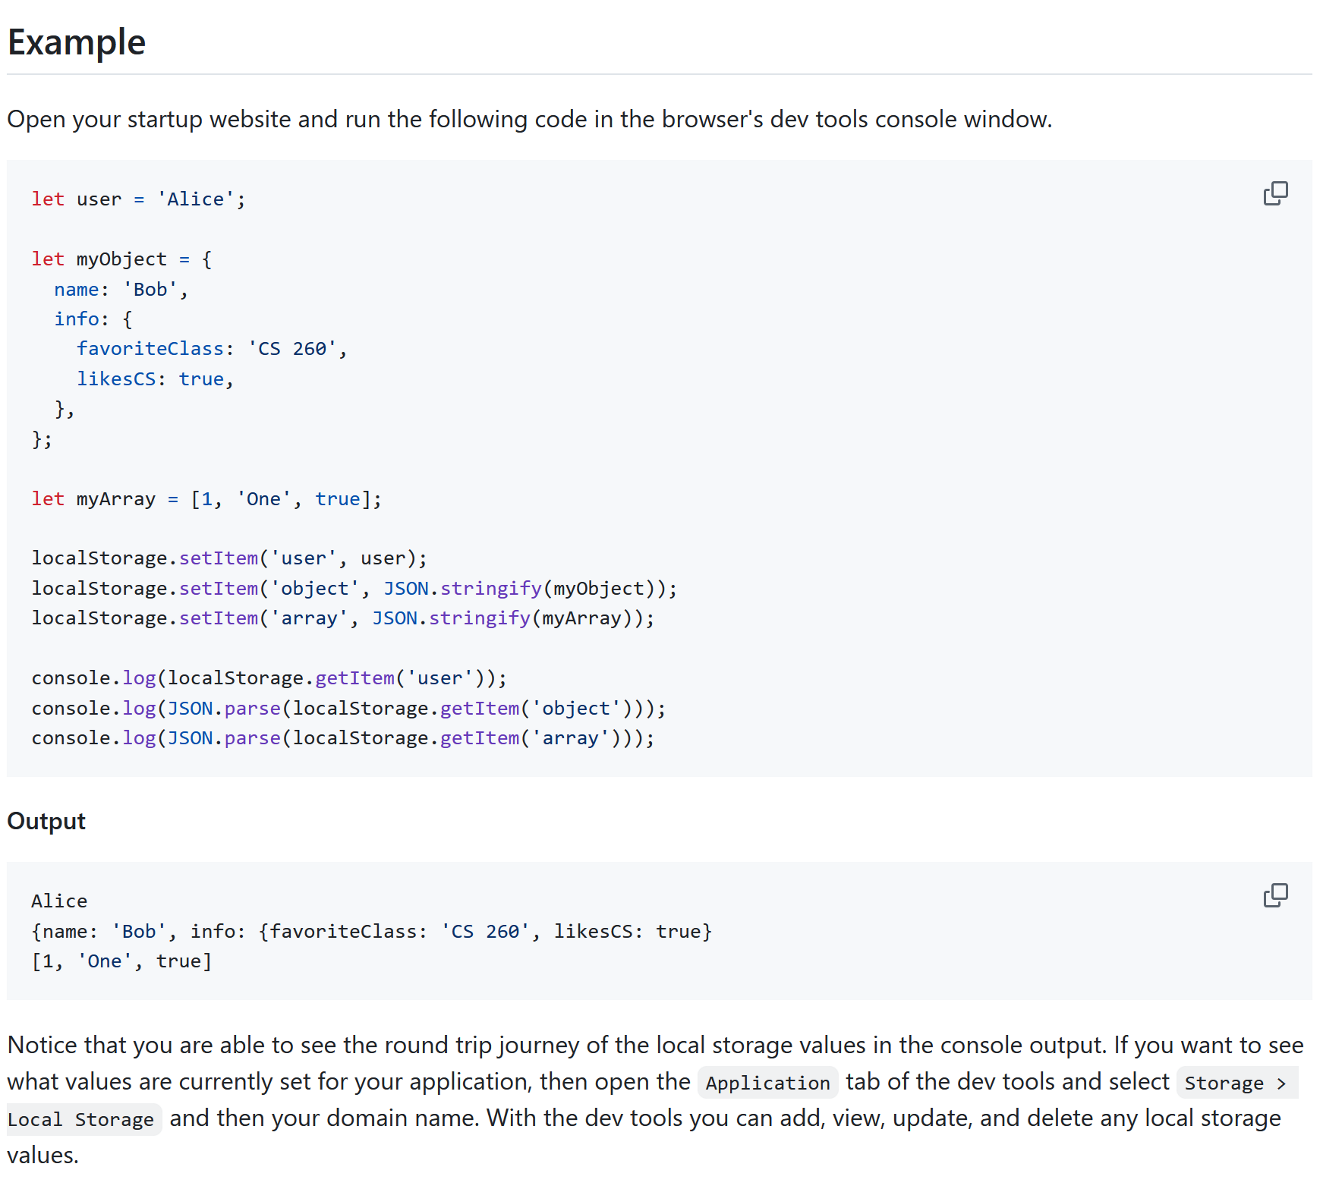 Example
Open your startup website and run the following code in the browser's dev tools console window.
let user = 'Alice';
let myObject = {
  name: 'Bob',
  info: {
    favoriteClass: 'CS 260',
    likesCS: true,
  },
};
let myArray = [1, 'One', true];
localStorage.setItem('user', user);
localStorage.setItem('object', JSON.stringify(myObject));
localStorage.setItem('array', JSON.stringify(myArray));
console.log(localStorage.getItem('user'));
console.log(JSON.parse(localStorage.getItem('object')));
console.log(JSON.parse(localStorage.getItem('array')));
Output
Alice
{name: 'Bob', info: {favoriteClass: 'CS 260', likesCS: true}
[1, 'One', true]
Notice that you are able to see the round trip journey of the local storage values in the console output. If you want to see
what values are currently set for your application, then open the Application tab of the dev tools and select Storage >
Local Storage and then your domain name. With the dev tools you can add, view, update, and delete any local storage
values.